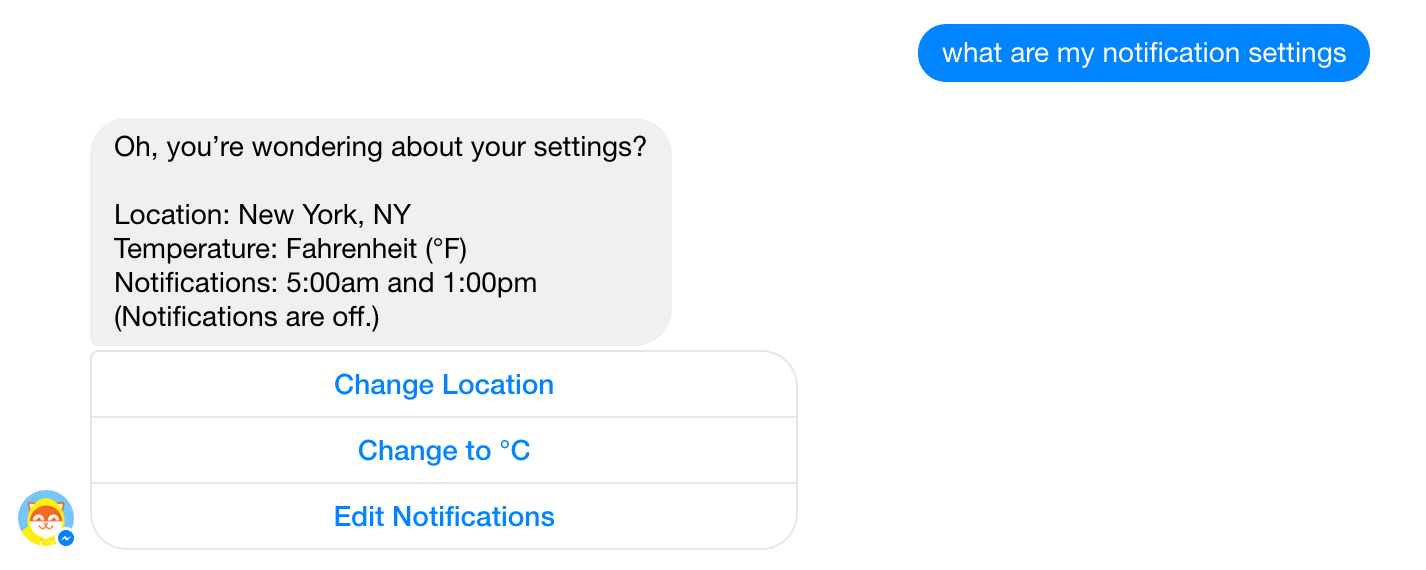 what are my notification settings
Oh, you’re wondering about your settings?
Location: New York, NY
Temperature: Fahrenheit (°F)
Notifications: 5:00am and 1:00pm
(Notifications are off.)
Change Location
Change to °C
Edit Notifications